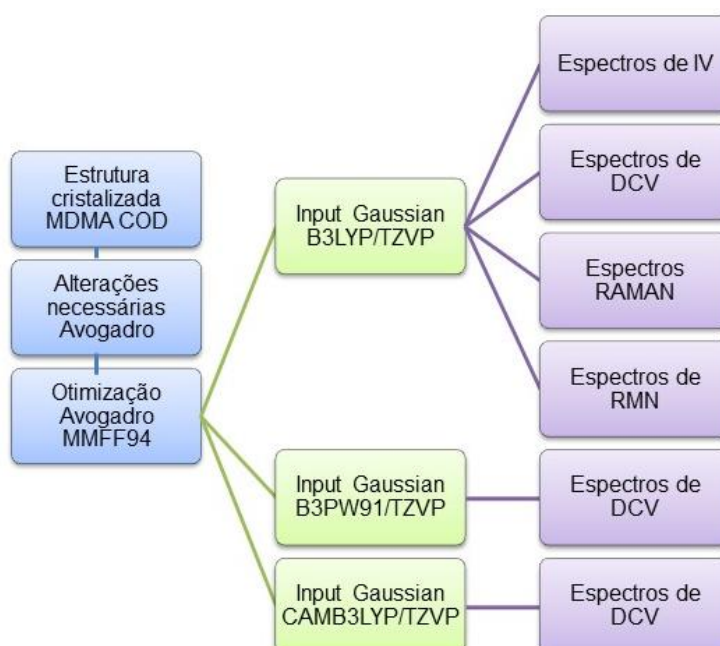 Estrutura
cristalizada
MDMA COD
Alterações
necessárias
Avogadro
Otimização
Avogadro
MMFF94
Input Gaussian
B3LYP/TZVP
Input Gaussian
B3PW91/TZVP
Input Gaussian
CAMB3LYP/TZVP
Espectros de IV
Espectros de
DCV
Espectros
RAMAN
Espectros de
RMN
Espectros de
DCV
Espectros de
DCV